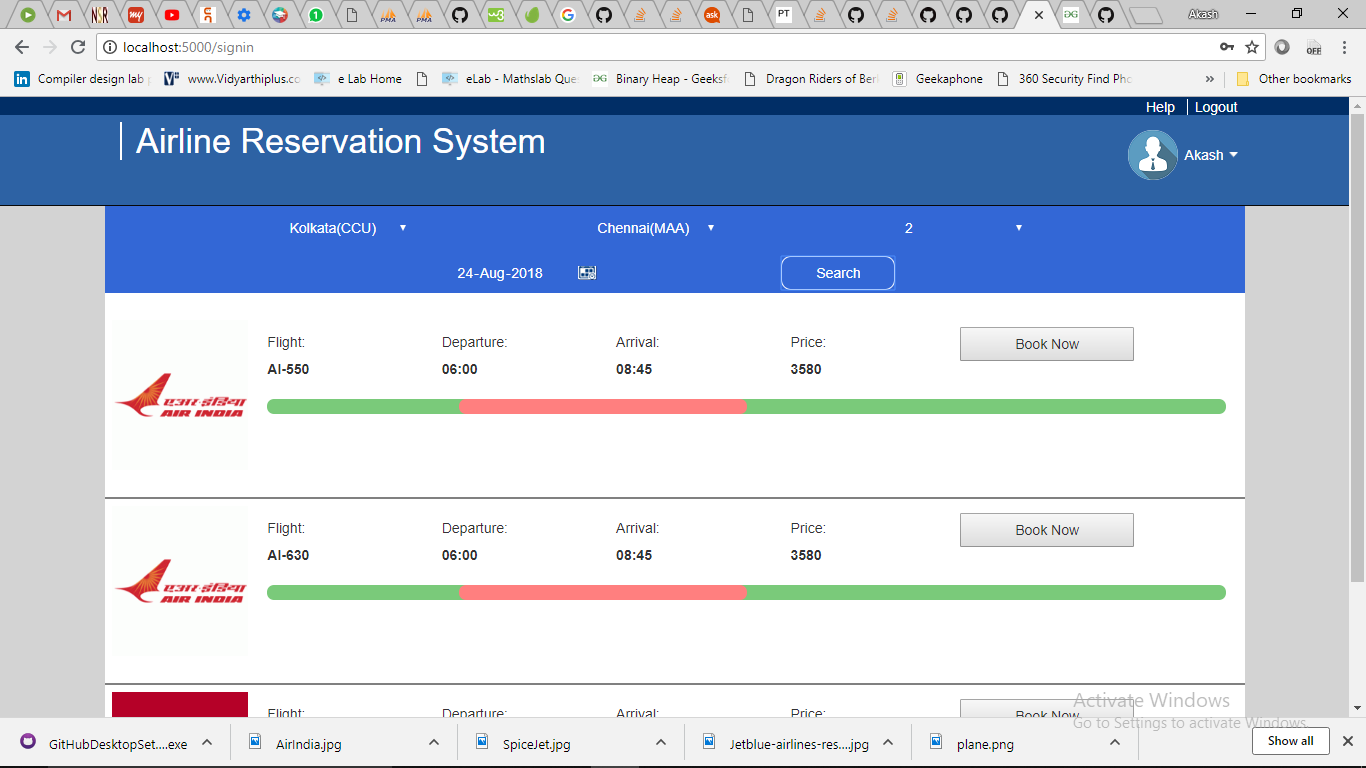 Akash
localhost:5000/signin
Compiler design lab
www.Vidyarthiplus.co
e Lab Home
eLab - Mathslab Que
Binary Heap - Geeksf
Dragon Riders of Ber
Geekaphone
360 Security Find Pho
»
Other bookmarks
Help
Logout
Airline Reservation System
Akash
Kolkata(CCU)
Chennai(MAA)
2
24-Aug-2018
Search
एअर इंडिया
AIR INDIA
Flight:
Departure:
Arrival:
Price:
Book Now
AI-550
06:00
08:45
3580
एअर इंडिया
AIR INDIA
Flight:
Departure:
Arrival:
Price:
Book Now
AI-630
06:00
08:45
3580
Flight:
Departure:
Arrival:
Price:
Book Now
Activate Windows
Go to Settings to activate Windows.
GitHubDesktopSet....exe
AirIndia.jpg
SpiceJet.jpg
Jetblue-airlines-res....jpg
plane.png
Show all